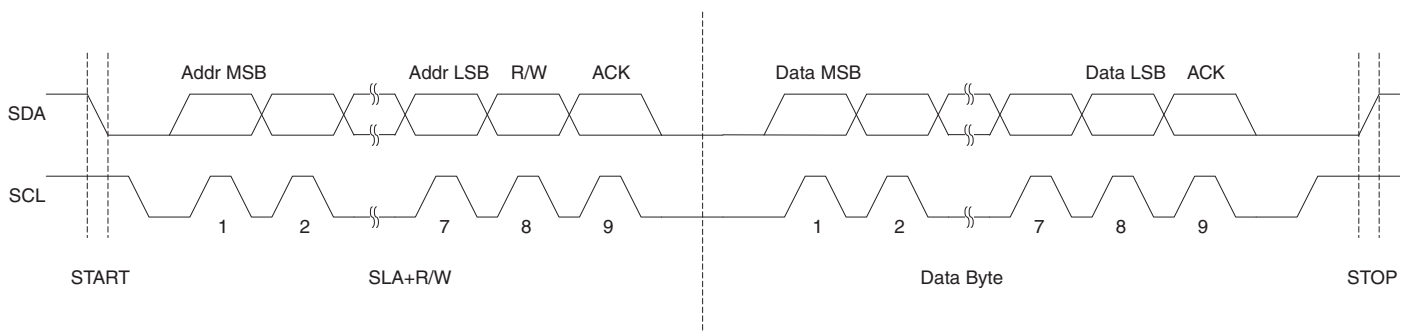 Addr MSB Addr LSB R/W ACK Data MSB Data LSB ACK
SDA
SCL
1 2 7 8 9 1 2 7 8 9
START SLA+R/W Data Byte STOP